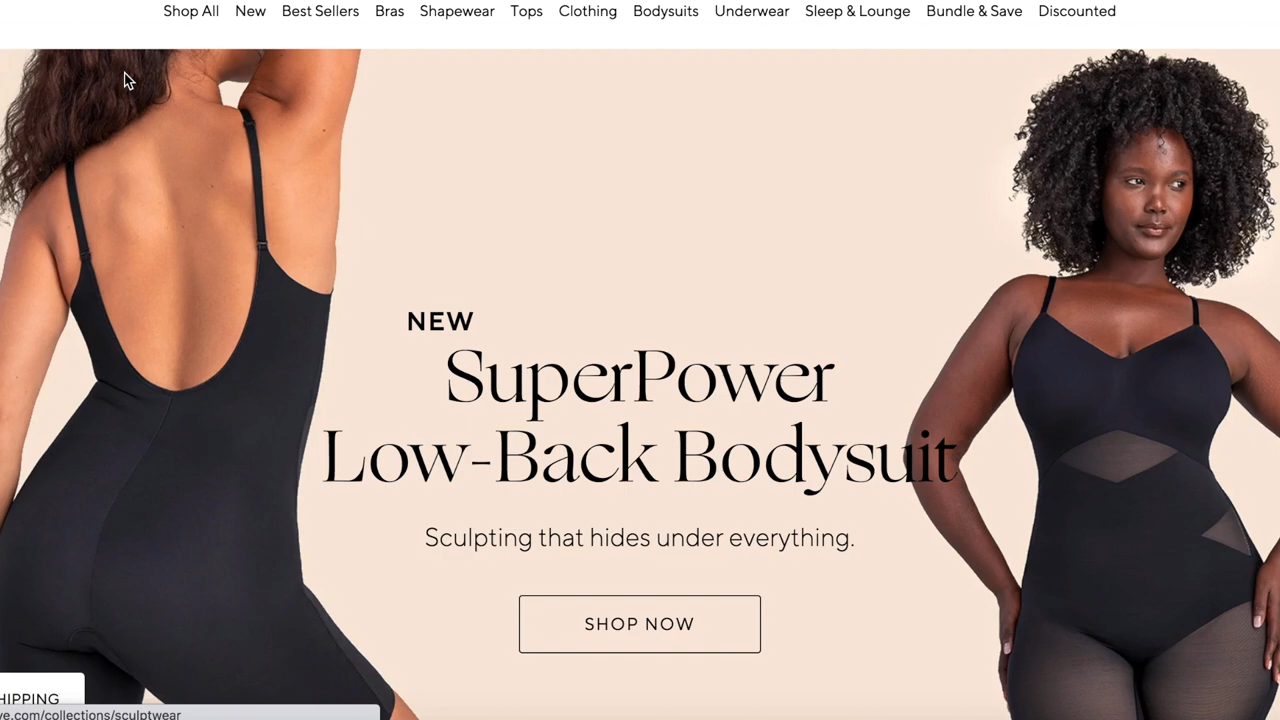 Shop All New Best Sellers Bras Shapewear Tops Clothing Bodysuits Underwear Sleep & Lounge Bundle & Save Discounted
NEW
SuperPower
Low-Back Bodysuit
Sculpting that hides under everything.
SHOP NOW
HIPPING
ve.com/collections/sculptwear